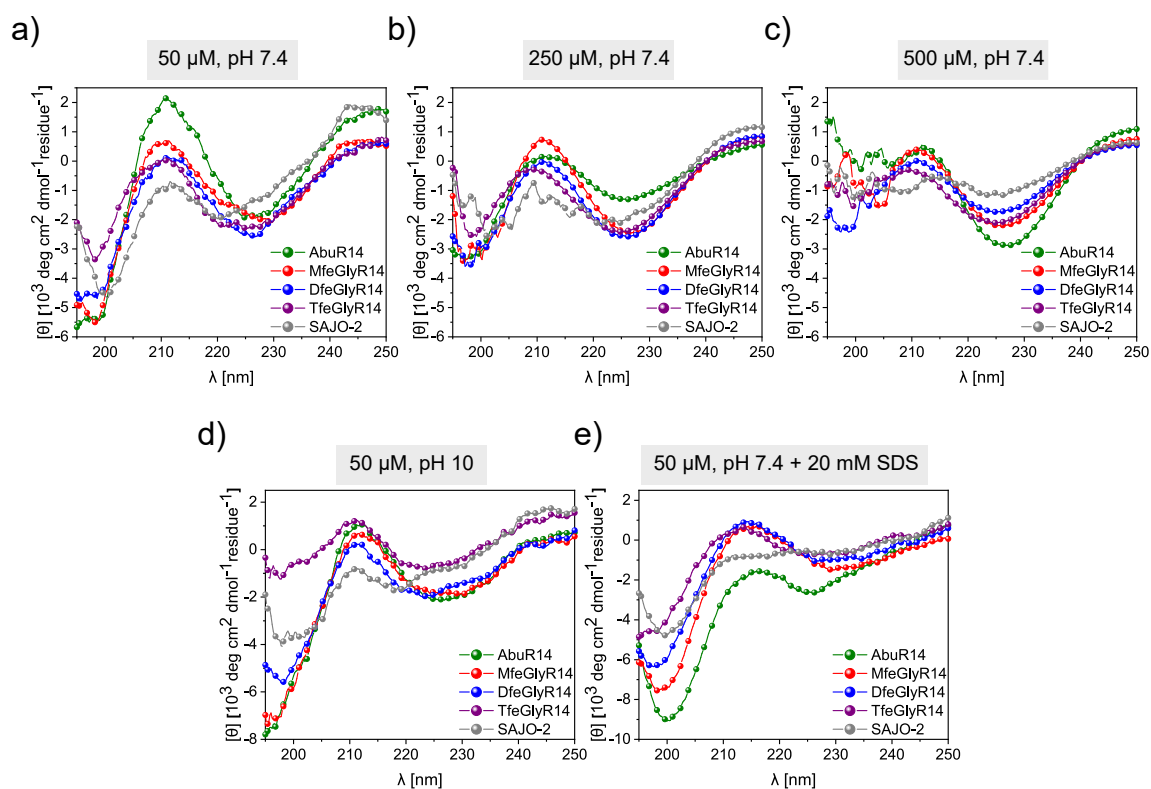 a)
50 µM, pH 7.4
[θ] [10³ deg cm² dmol⁻¹residue⁻¹]
2
1
0
-1
-2
-3
-4
-5
-6
200 210 220 230 240 250
λ [nm]
AbuR14
MfeGlyR14
DfeGlyR14
TfeGlyR14
SAJO-2
b)
250 µM, pH 7.4
[θ] [10³ deg cm² dmol⁻¹residue⁻¹]
2
1
0
-1
-2
-3
-4
-5
-6
200 210 220 230 240 250
λ [nm]
AbuR14
MfeGlyR14
DfeGlyR14
TfeGlyR14
SAJO-2
c)
500 µM, pH 7.4
[θ] [10³ deg cm² dmol⁻¹residue⁻¹]
2
1
0
-1
-2
-3
-4
-5
-6
200 210 220 230 240 250
λ [nm]
AbuR14
MfeGlyR14
DfeGlyR14
TfeGlyR14
SAJO-2
d)
50 µM, pH 10
[θ] [10³ deg cm² dmol⁻¹residue⁻¹]
2
0
-2
-4
-6
-8
200 210 220 230 240 250
λ [nm]
AbuR14
MfeGlyR14
DfeGlyR14
TfeGlyR14
SAJO-2
e)
50 µM, pH 7.4 + 20 mM SDS
[θ] [10³ deg cm² dmol⁻¹residue⁻¹]
2
0
-2
-4
-6
-8
-10
200 210 220 230 240 250
λ [nm]
AbuR14
MfeGlyR14
DfeGlyR14
TfeGlyR14
SAJO-2